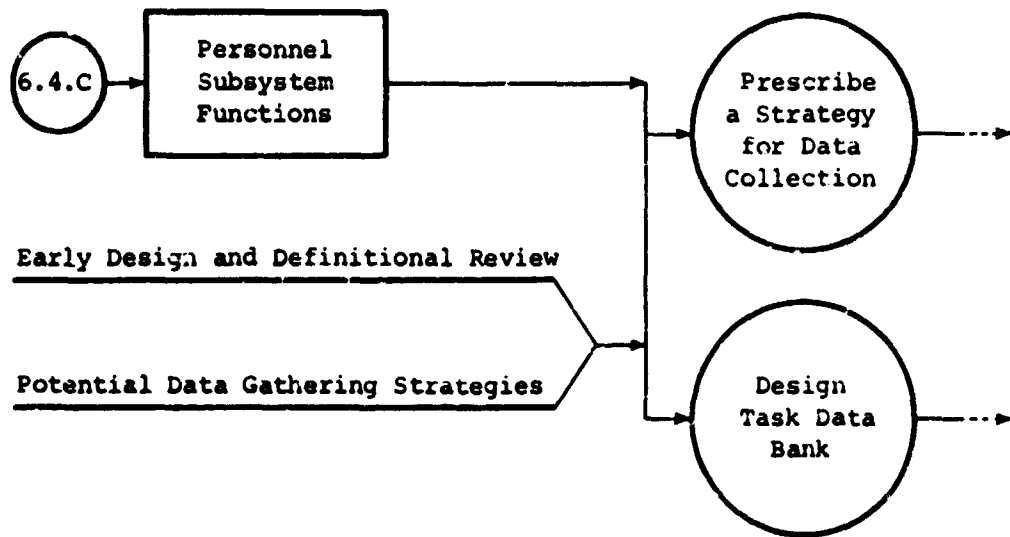 6.4.C
Personnel
Subsystem
Functions
Prescribe
a Strategy
for Data
Collection
Early Design and Definitional Review
Potential Data Gathering Strategies
Design
Task Data
Bank